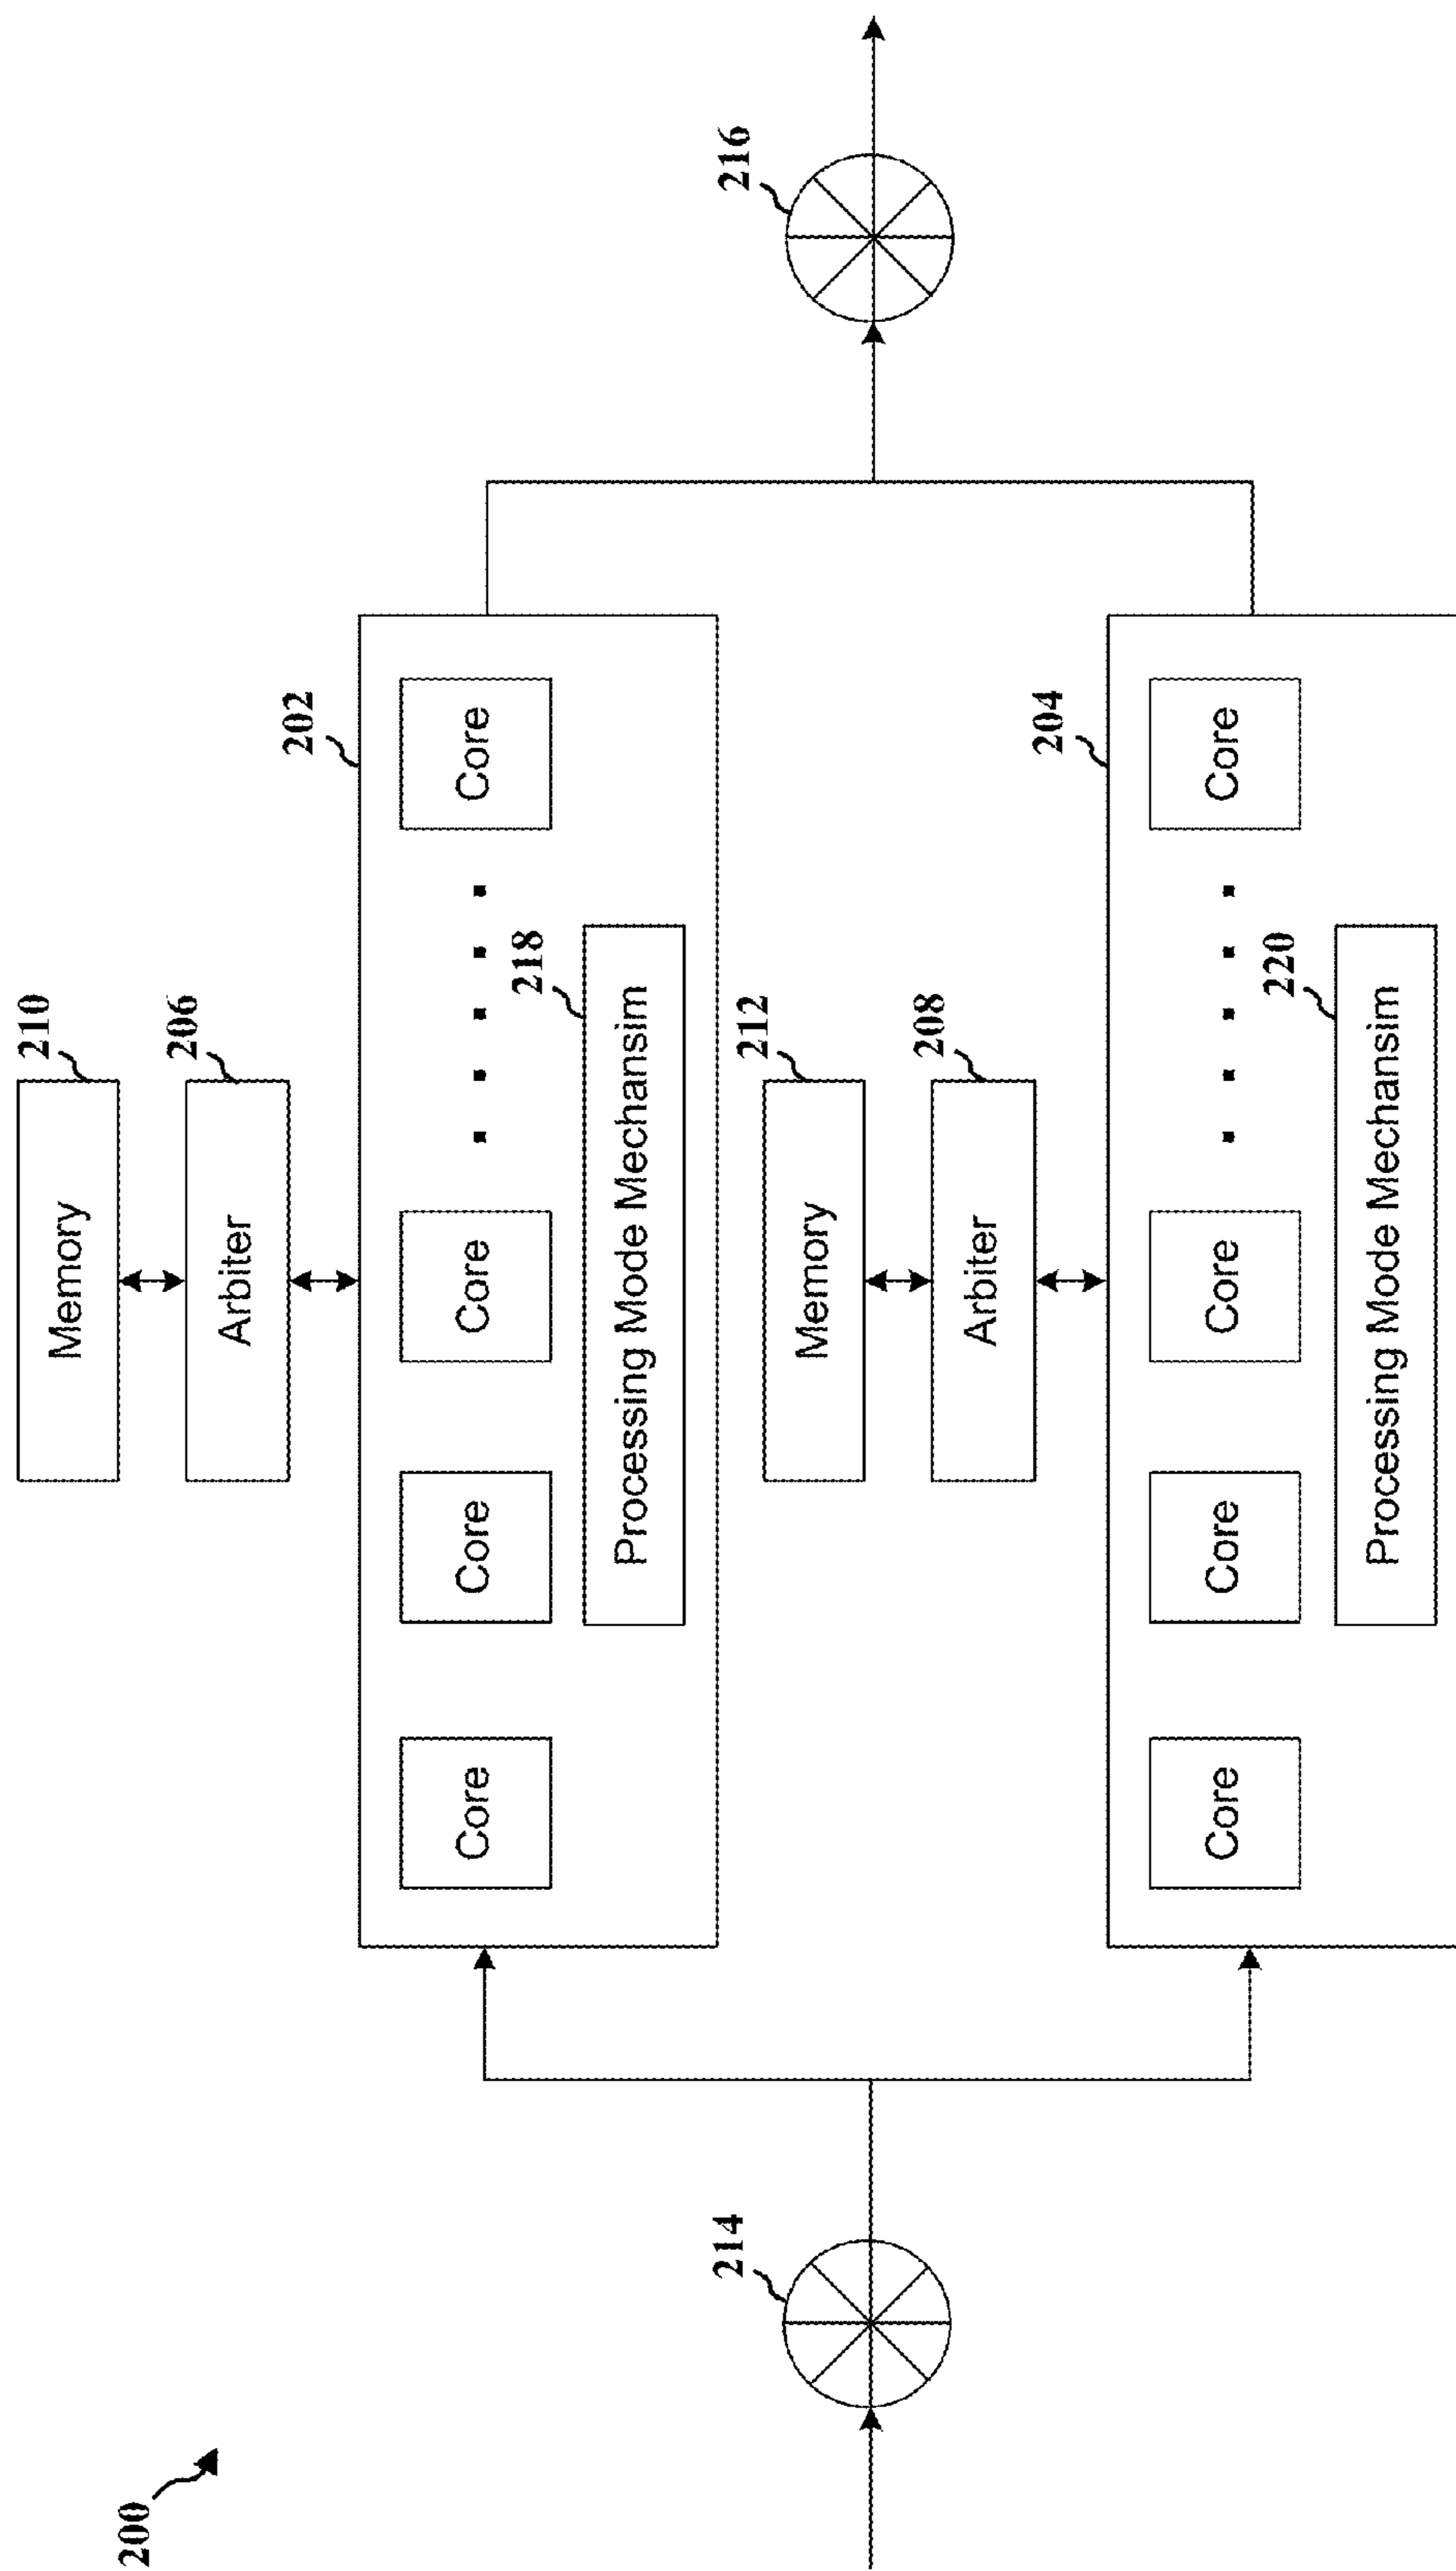 200
210
Memory
206
Arbiter
202
Core
Core
Core
Core
218
Processing Mode Mechansim
214
216
212
Memory
208
Arbiter
204
Core
Core
Core
Core
220
Processing Mode Mechansim